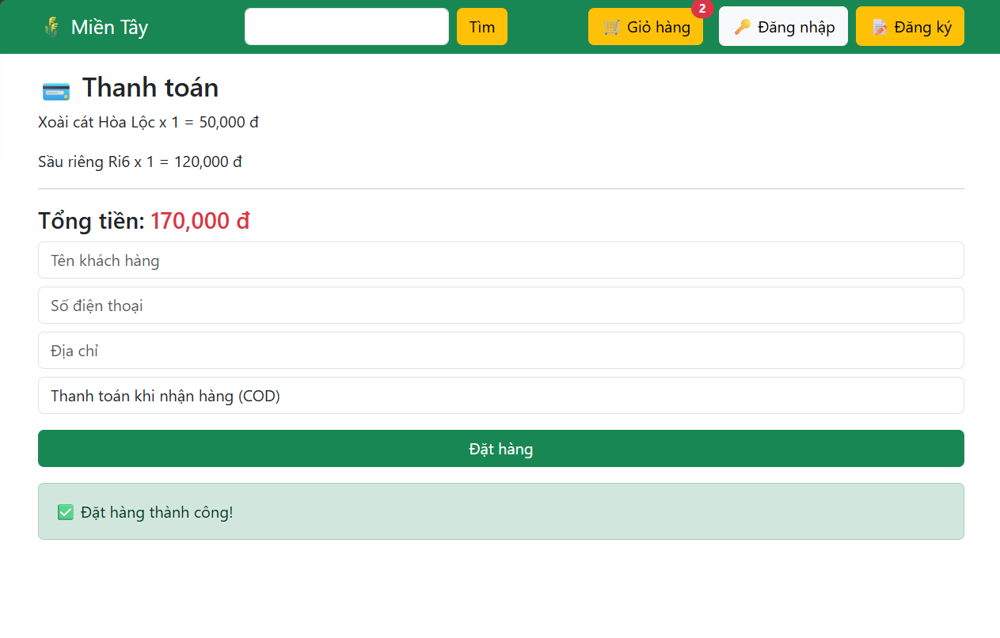 Miền Tây Tìm Giỏ hàng 2 Đăng nhập Đăng ký
Thanh toán
Xoài cát Hòa Lộc x 1 = 50,000 đ
Sầu riêng Ri6 x 1 = 120,000 đ
Tổng tiền: 170,000 đ
Tên khách hàng
Số điện thoại
Địa chỉ
Thanh toán khi nhận hàng (COD)
Đặt hàng
Đặt hàng thành công!